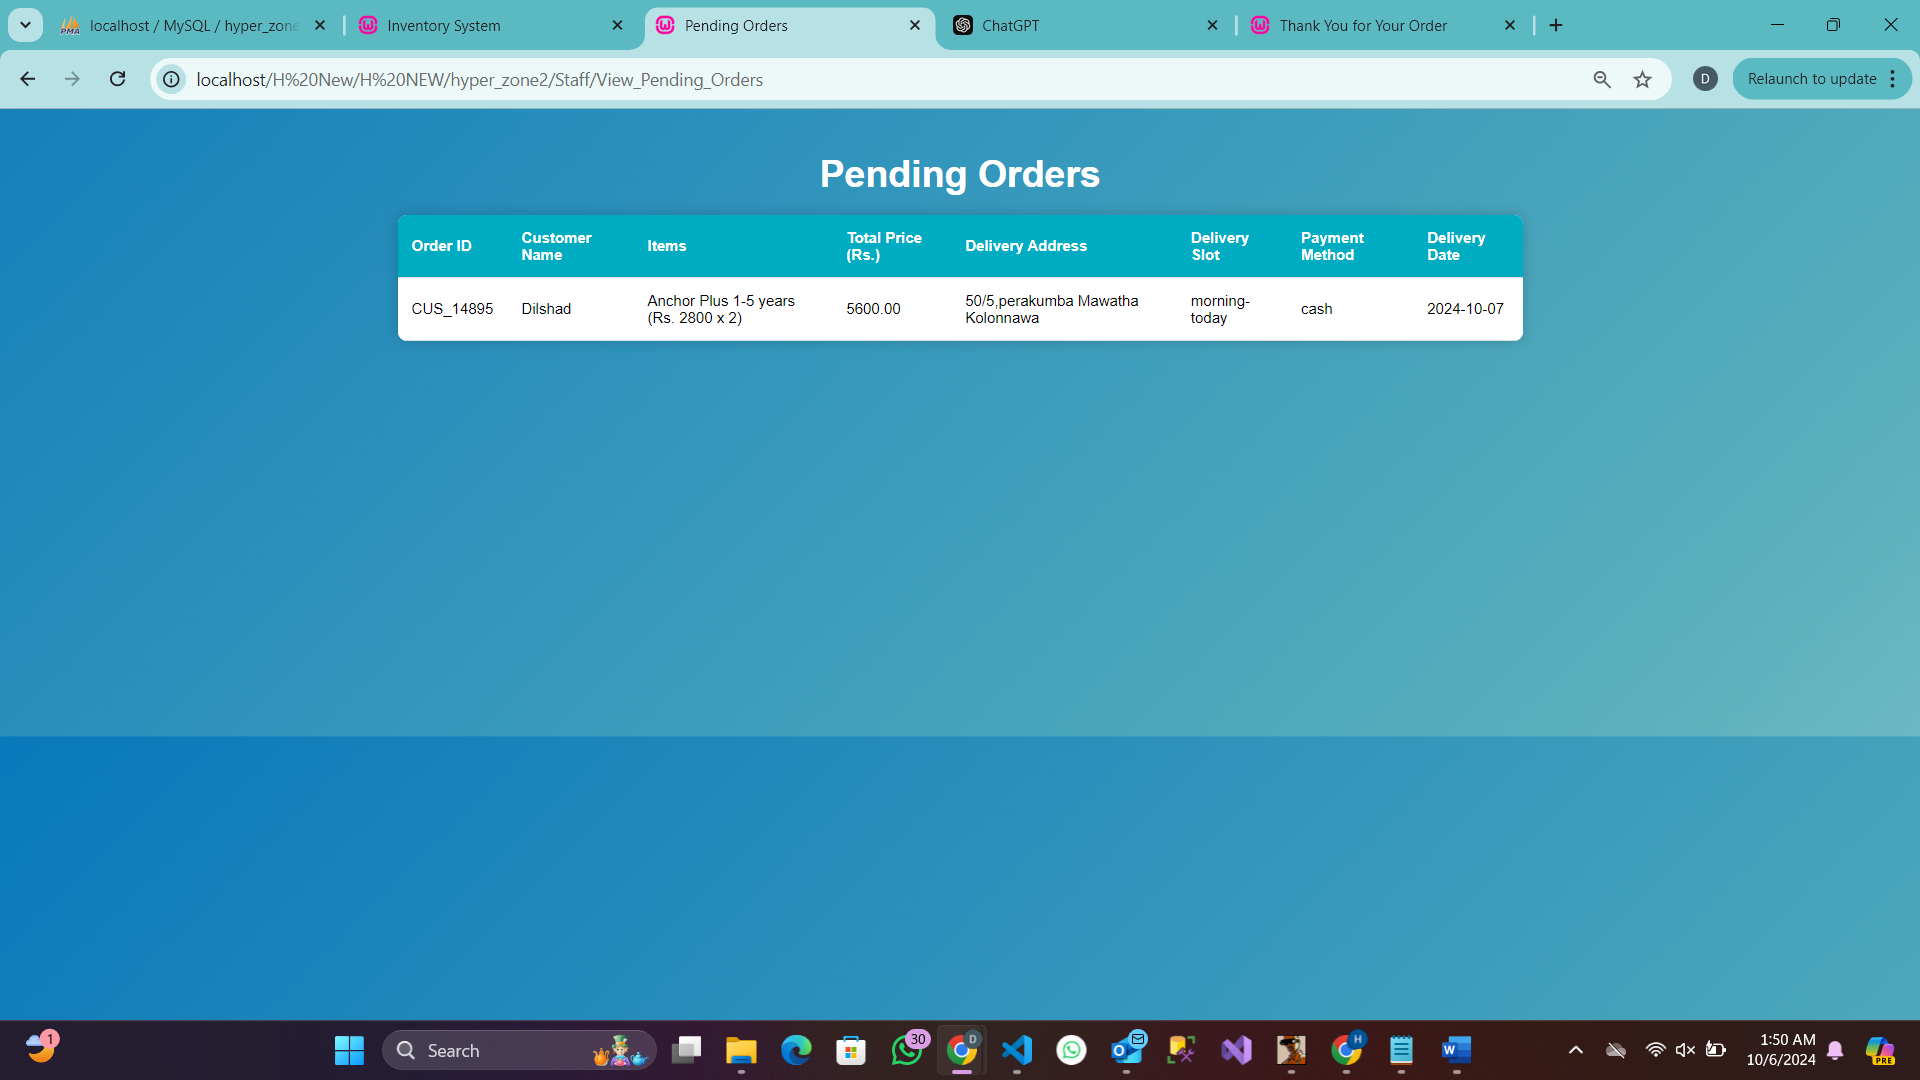 localhost / MySQL / hyper_zone
Inventory System
Pending Orders
ChatGPT
Thank You for Your Order
localhost/H%20New/H%20NEW/hyper_zone2/Staff/View_Pending_Orders
D
Relaunch to update
Pending Orders
Order ID
Customer
Name
Items
Total Price
(Rs.)
Delivery Address
Delivery
Slot
Payment
Method
Delivery
Date
CUS_14895
Dilshad
Anchor Plus 1-5 years
(Rs. 2800 x 2)
5600.00
50/5,perakumba Mawatha
Kolonnawa
morning-
today
cash
2024-10-07
1
Search
30
D
H
1:50 AM
10/6/2024
PRE